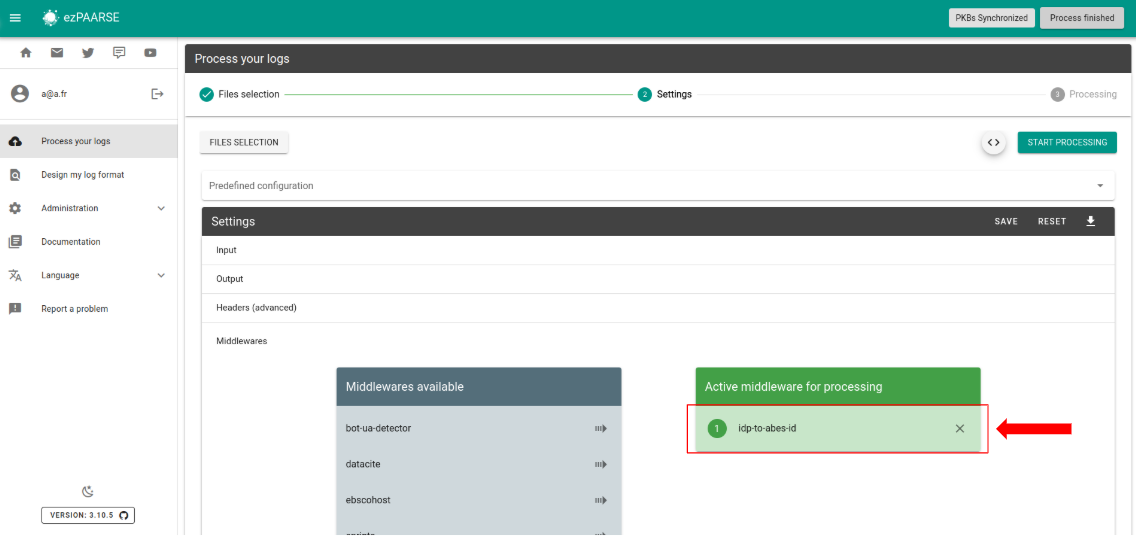 ezPAARSE
PKBs Synchronized
Process finished
a@a.fr
Process your logs
Design my log format
Administration
Documentation
Language
Report a problem
VERSION: 3.10.5
Process your logs
Files selection
2 Settings
3 Processing
FILES SELECTION
<> START PROCESSING
Predefined configuration
Settings
SAVE RESET
Input
Output
Headers (advanced)
Middlewares
Middlewares available
bot-ua-detector
datacite
ebscohost
Active middleware for processing
1 idp-to-abes-id